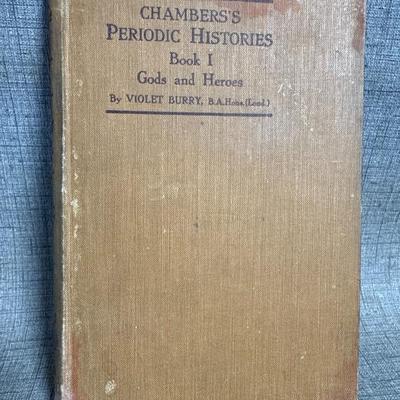 CHAMBERS'S
PERIODIC HISTORIES
Book I
Gods and Heroes
By VIOLET BURRY, B.A.Hons.(Lond.)